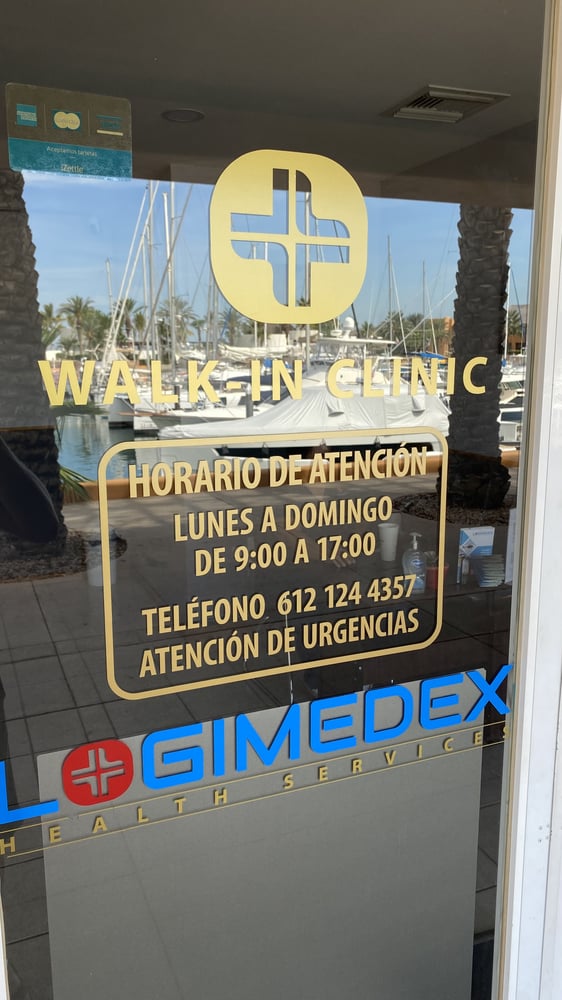 Aceptamos tarjetas
iZettle
WALK-IN CLINIC
HORARIO DE ATENCIÓN
LUNES A DOMINGO
DE 9:00 A 17:00
TELÉFONO 612 124 4357
ATENCIÓN DE URGENCIAS
LOGIMEDEX
HEALTH SERVICES